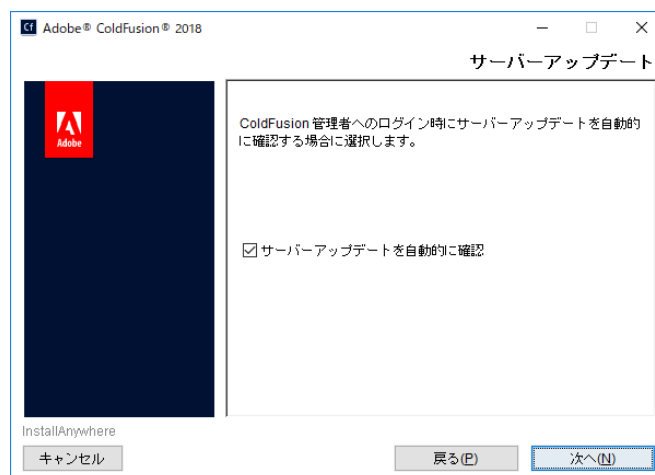 Cf Adobe® ColdFusion® 2018
サーバーアップデート
Adobe
ColdFusion 管理者へのログイン時にサーバーアップデートを自動的
に確認する場合に選択します。
サーバーアップデートを自動的に確認
InstallAnywhere
キャンセル
戻る(P)
次へ(N)